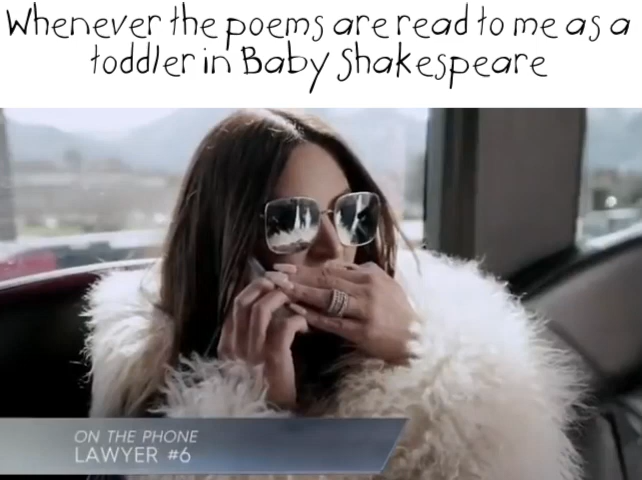 Whenever the poems are read to me as a
toddler in Baby Shakespeare
ON THE PHONE
LAWYER #6